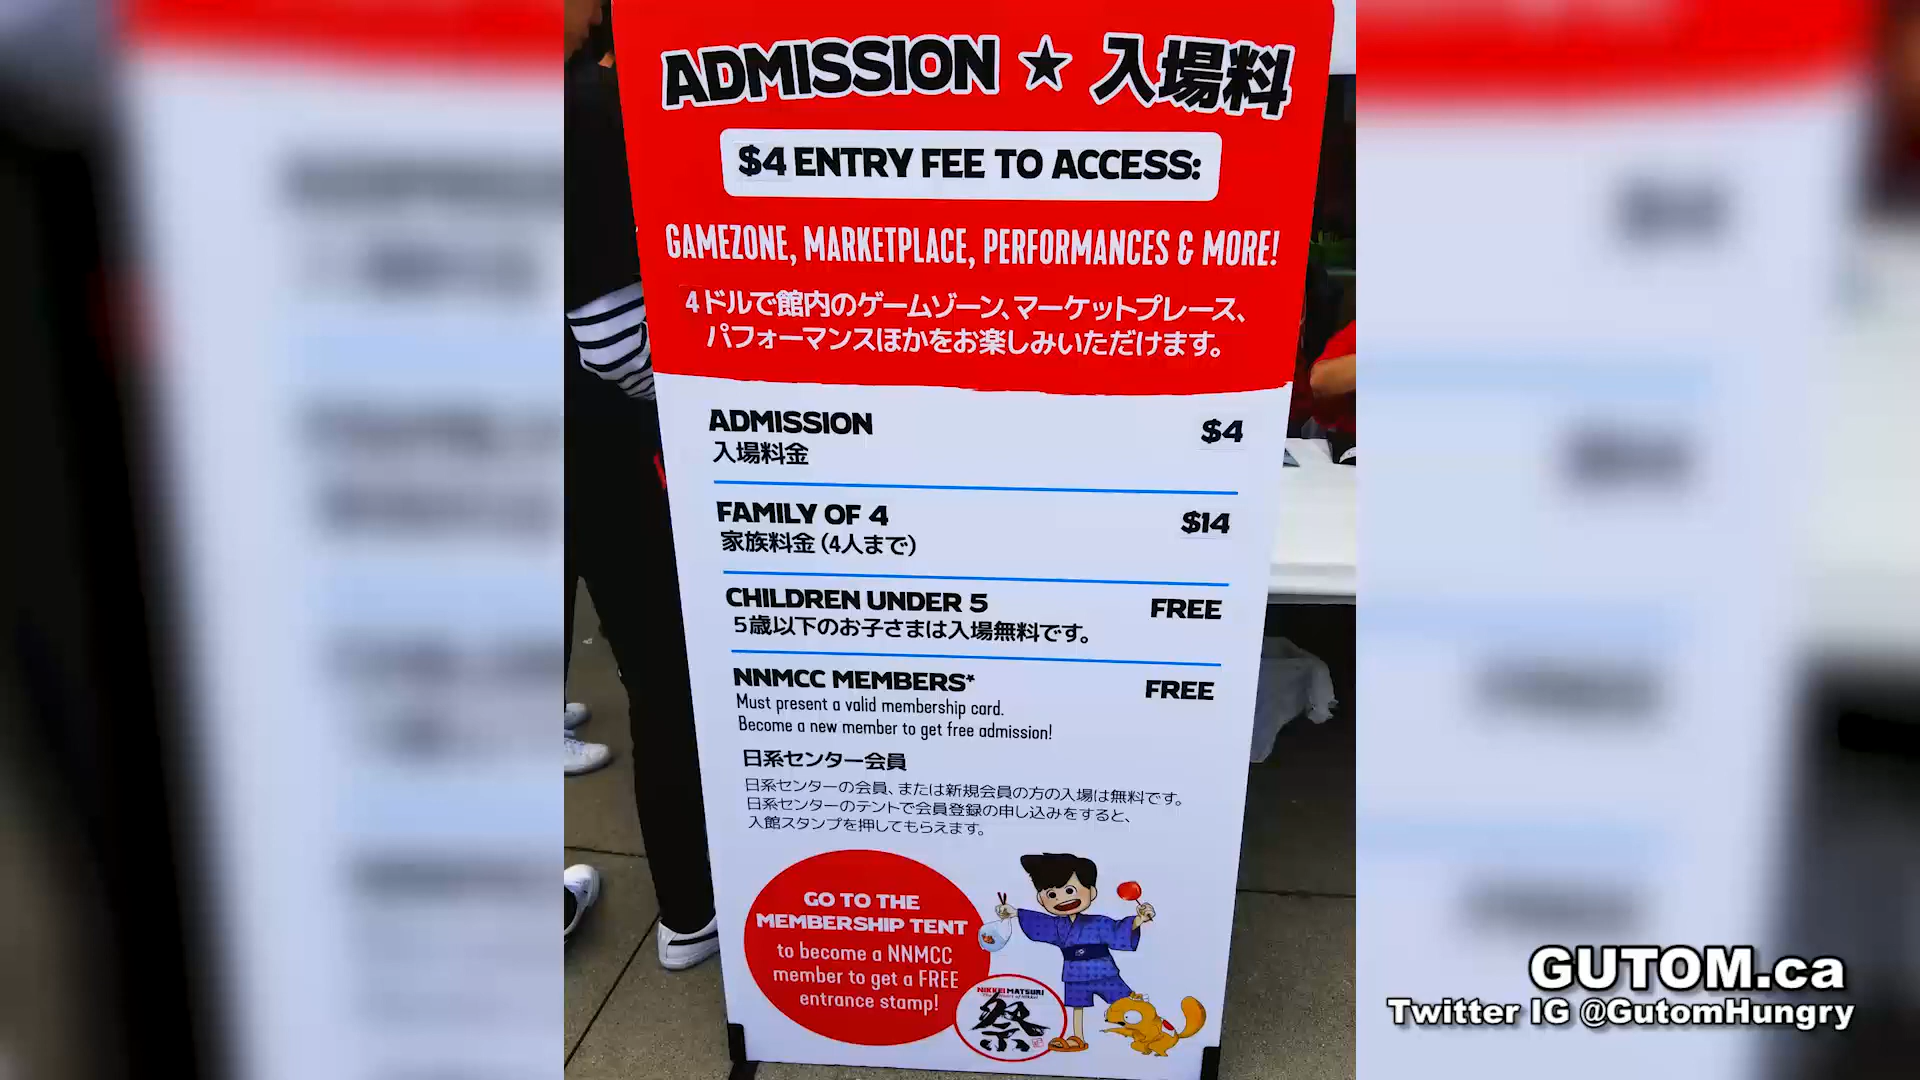 ADMISSION ★ 入場料
$4 ENTRY FEE TO ACCESS:
GAMEZONE, MARKETPLACE, PERFORMANCES & MORE!
4ドルで館内のゲームゾーン、マーケットプレース、
パフォーマンスほかをお楽しみいただけます。
ADMISSION $4
入場料金
FAMILY OF 4 $14
家族料金(4人まで)
CHILDREN UNDER 5 FREE
5歳以下のお子さまは入場無料です。
NNMCC MEMBERS* FREE
Must present a valid membership card.
Become a new member to get free admission!
日系センター会員
日系センターの会員、または新規会員の方の入場は無料です。
日系センターのテントで会員登録の申し込みをすると、
入館スタンプを押してもらえます。
GO TO THE
MEMBERSHIP TENT
to become a NNMCC
member to get a FREE
entrance stamp!
NIKKEI MATSURI
祭
GUTOM.ca
Twitter IG @GutomHungry